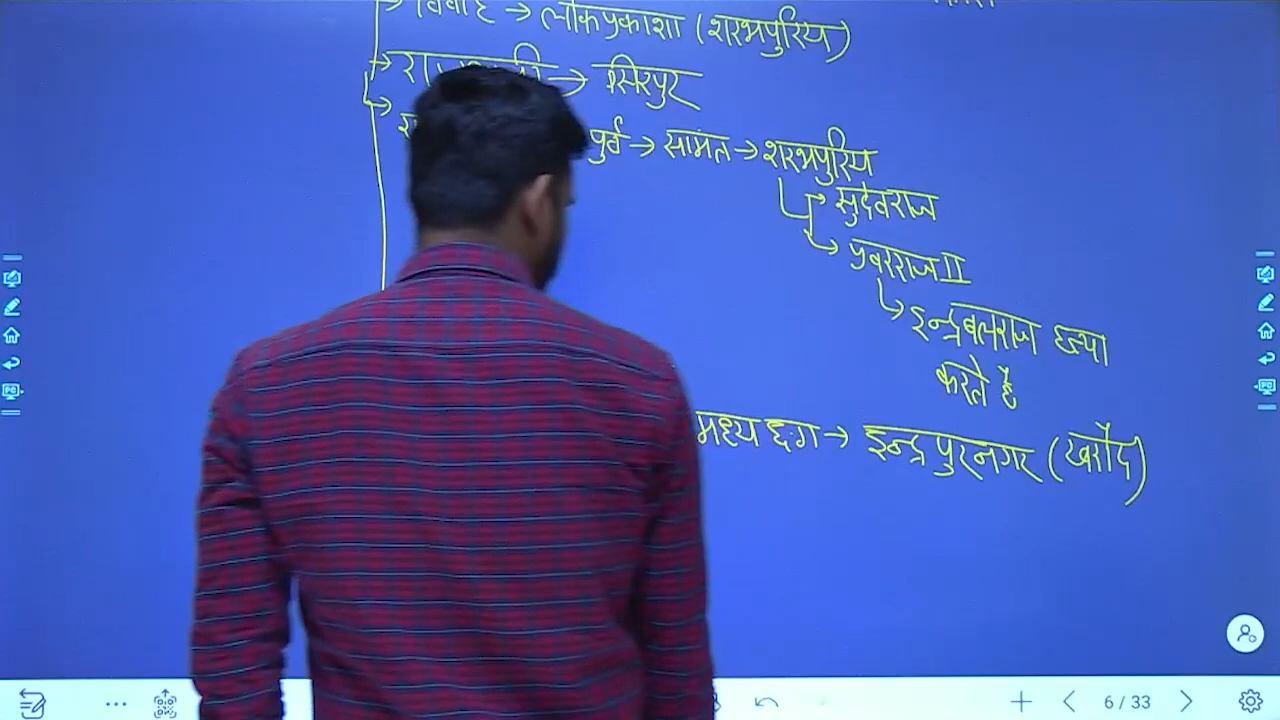 विवाह → लोकप्रकाशा (शरभपुरिय)
→ → सिरपुर
पुर्व → सामंत → शरभपुरिय
→ सुदेवराज
→ प्रवरराज II
→ इन्द्रबलराज हत्या
करते है
मध्य छ.ग → इन्द्रपुरनगर (खरौद)
6 / 33